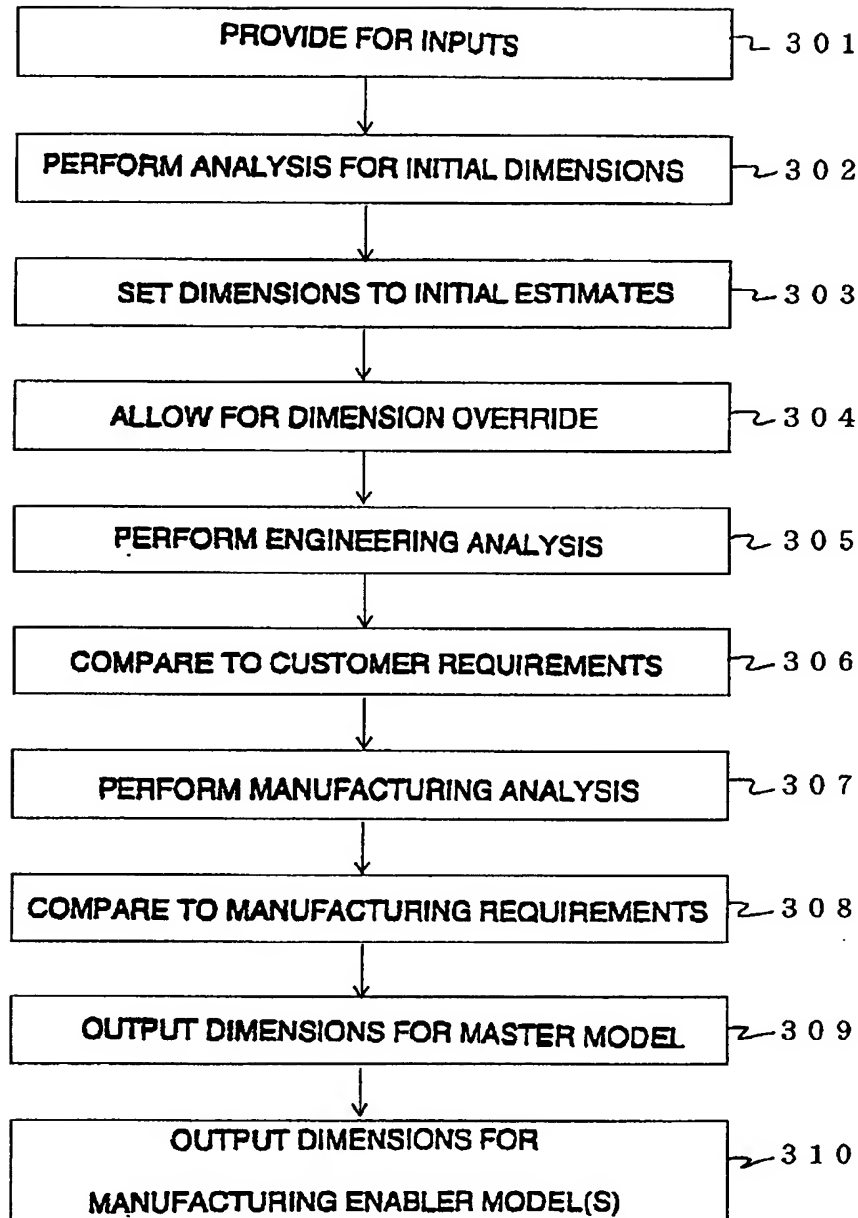 PROVIDE FOR INPUTS 301
PERFORM ANALYSIS FOR INITIAL DIMENSIONS 302
SET DIMENSIONS TO INITIAL ESTIMATES 303
ALLOW FOR DIMENSION OVERRIDE 304
PERFORM ENGINEERING ANALYSIS 305
COMPARE TO CUSTOMER REQUIREMENTS 306
PERFORM MANUFACTURING ANALYSIS 307
COMPARE TO MANUFACTURING REQUIREMENTS 308
OUTPUT DIMENSIONS FOR MASTER MODEL 309
OUTPUT DIMENSIONS FOR 310
MANUFACTURING ENABLER MODEL(S)